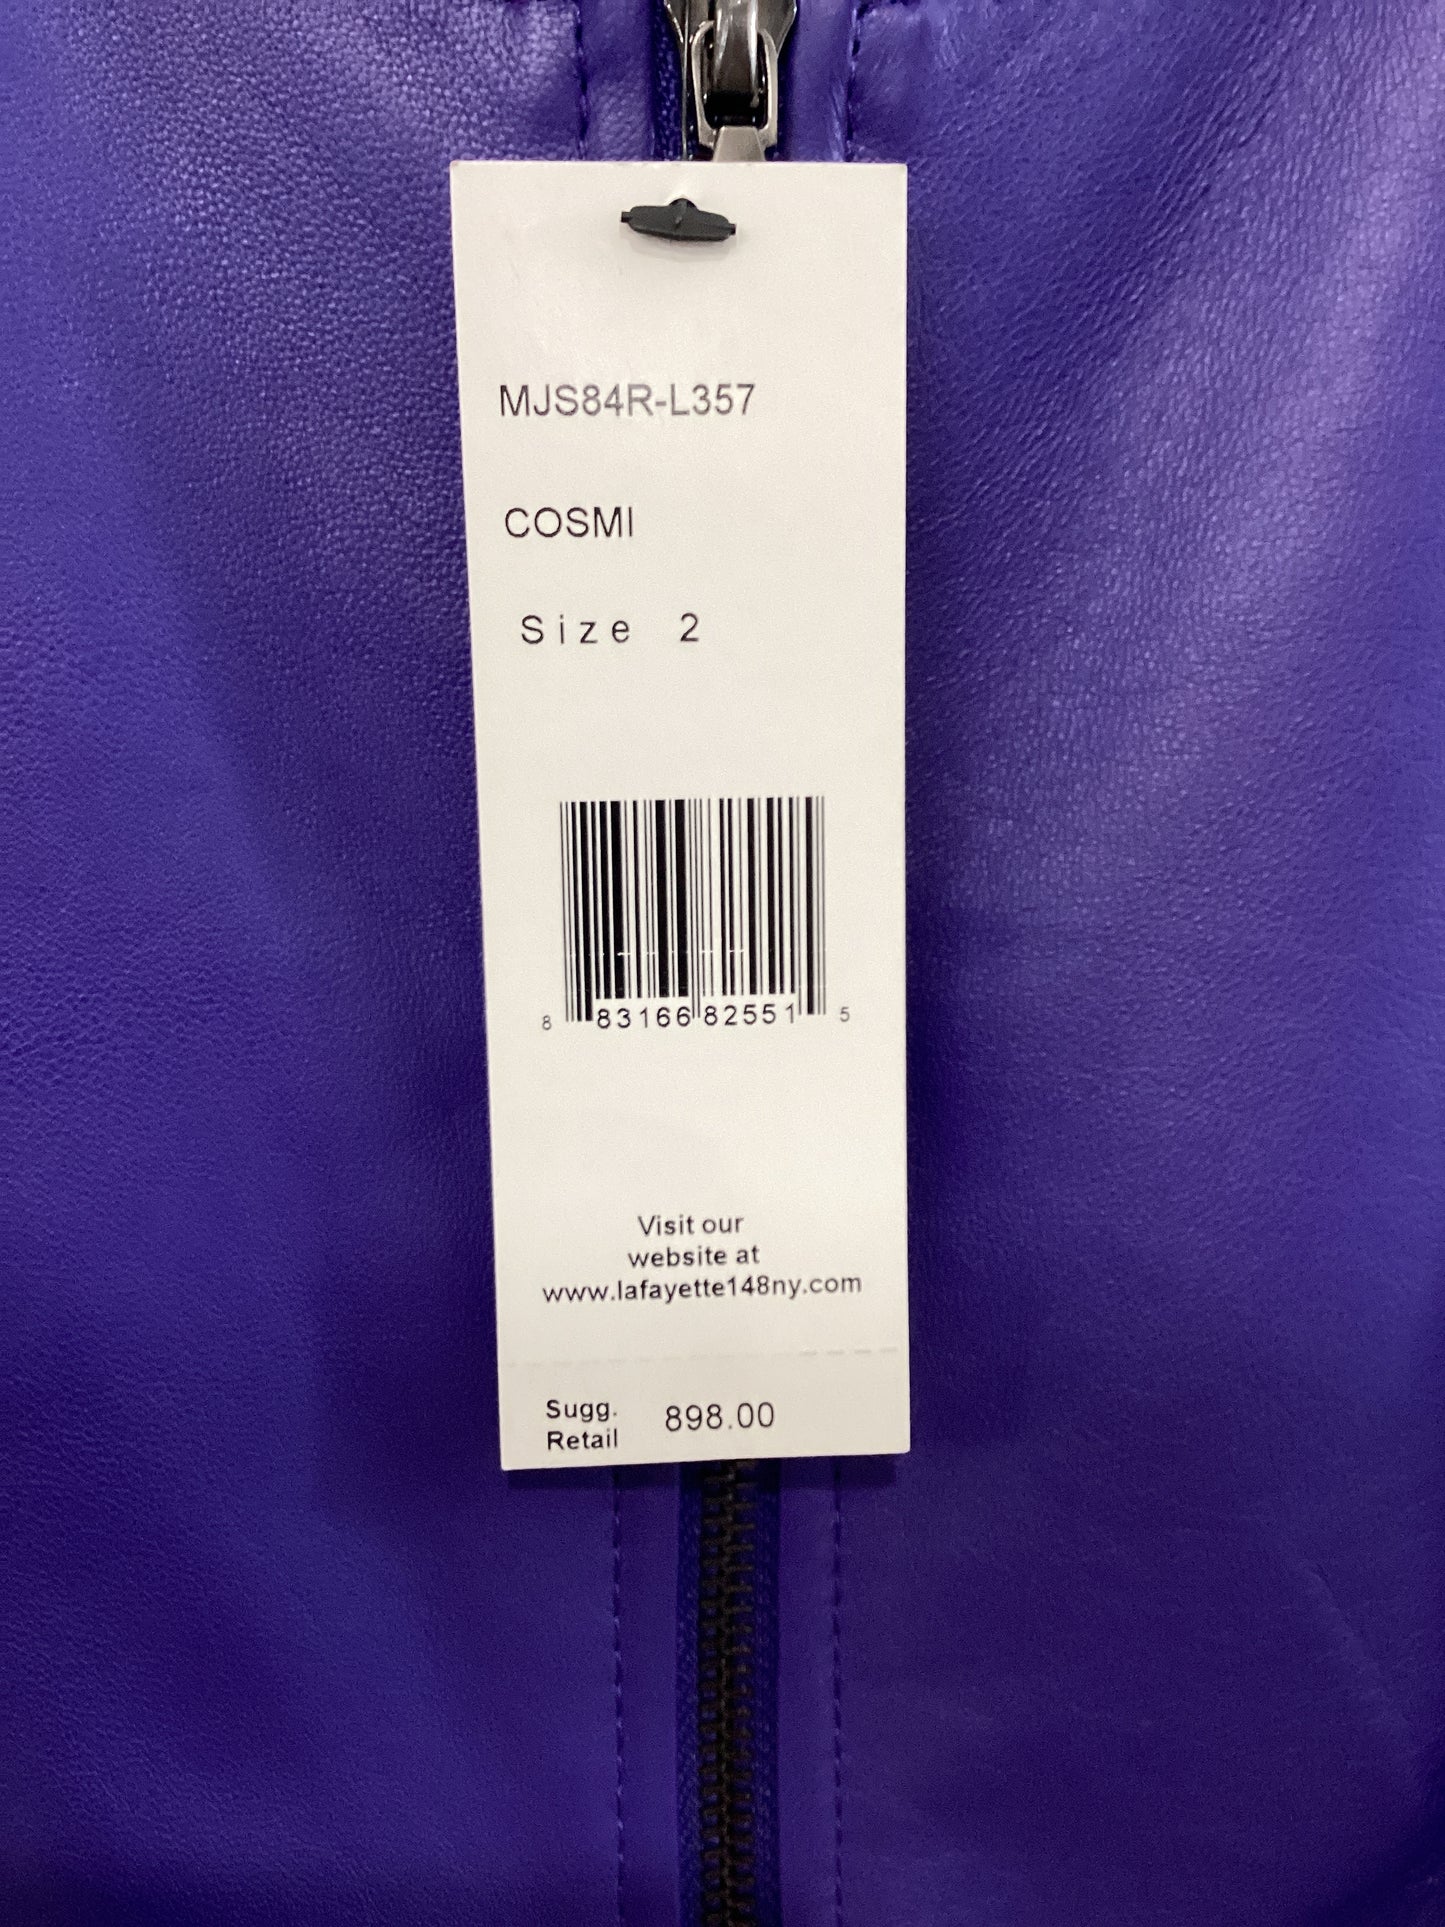 MJS84R-L357
COSMI
Size 2
8 83166 82551 5
Visit our
website at
www.lafayette148ny.com
Sugg. 898.00
Retail